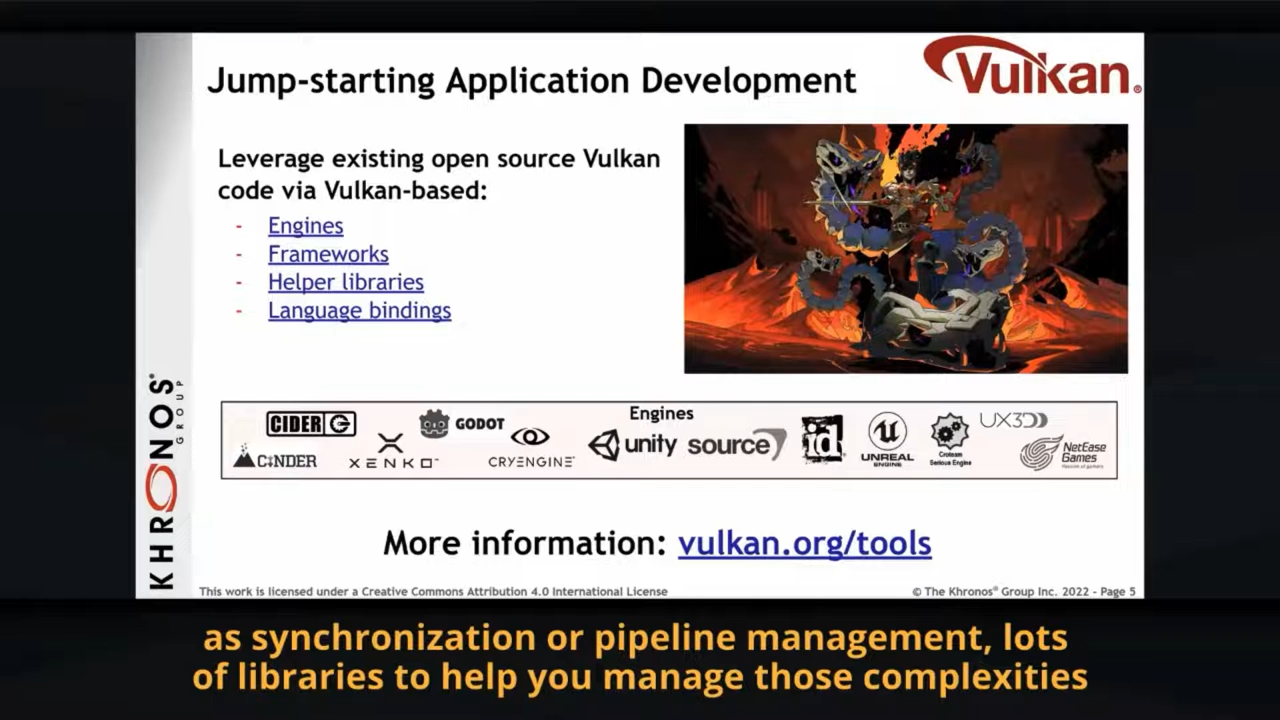 Jump-starting Application Development
Vulkan®
Leverage existing open source Vulkan
code via Vulkan-based:
- Engines
- Frameworks
- Helper libraries
- Language bindings
KHRONOS®
GROUP
Engines
CIDER G
CINDER
XENKO
GODOT
CRYENGINE
unity
source
id
U
UNREAL
ENGINE
Croteam
Serious Engine
UX3D
NetEase
Games
More information: vulkan.org/tools
This work is licensed under a Creative Commons Attribution 4.0 International License
© The Khronos® Group Inc. 2022 - Page 5
as synchronization or pipeline management, lots
of libraries to help you manage those complexities